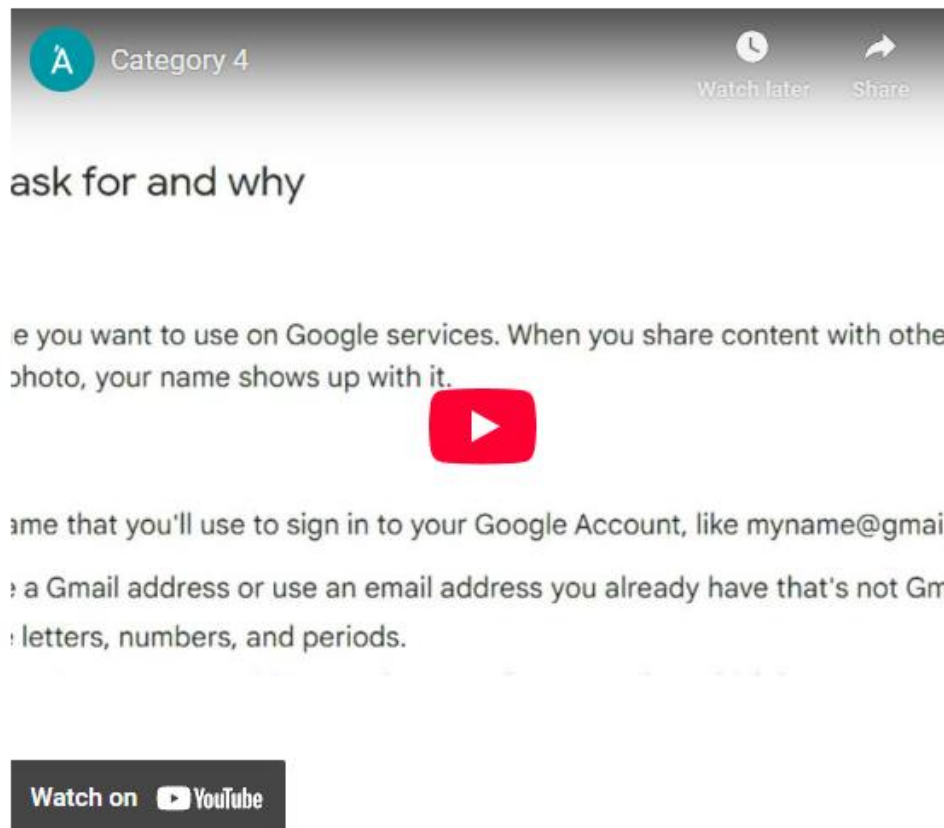 Á Category 4
Watch later Share
ask for and why
e you want to use on Google services. When you share content with othe
photo, your name shows up with it.
ame that you'll use to sign in to your Google Account, like myname@gmai
a Gmail address or use an email address you already have that's not Gm
letters, numbers, and periods.
Watch on YouTube